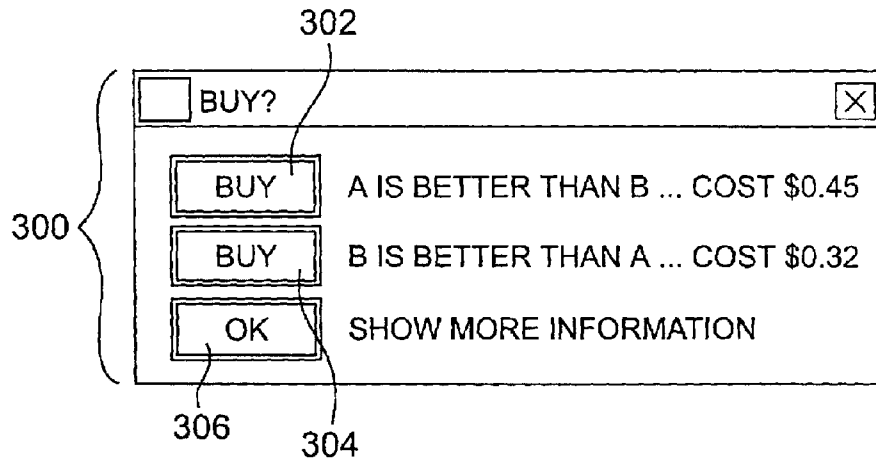 302
BUY?
BUY A IS BETTER THAN B ... COST $0.45
300
BUY B IS BETTER THAN A ... COST $0.32
OK SHOW MORE INFORMATION
306
304